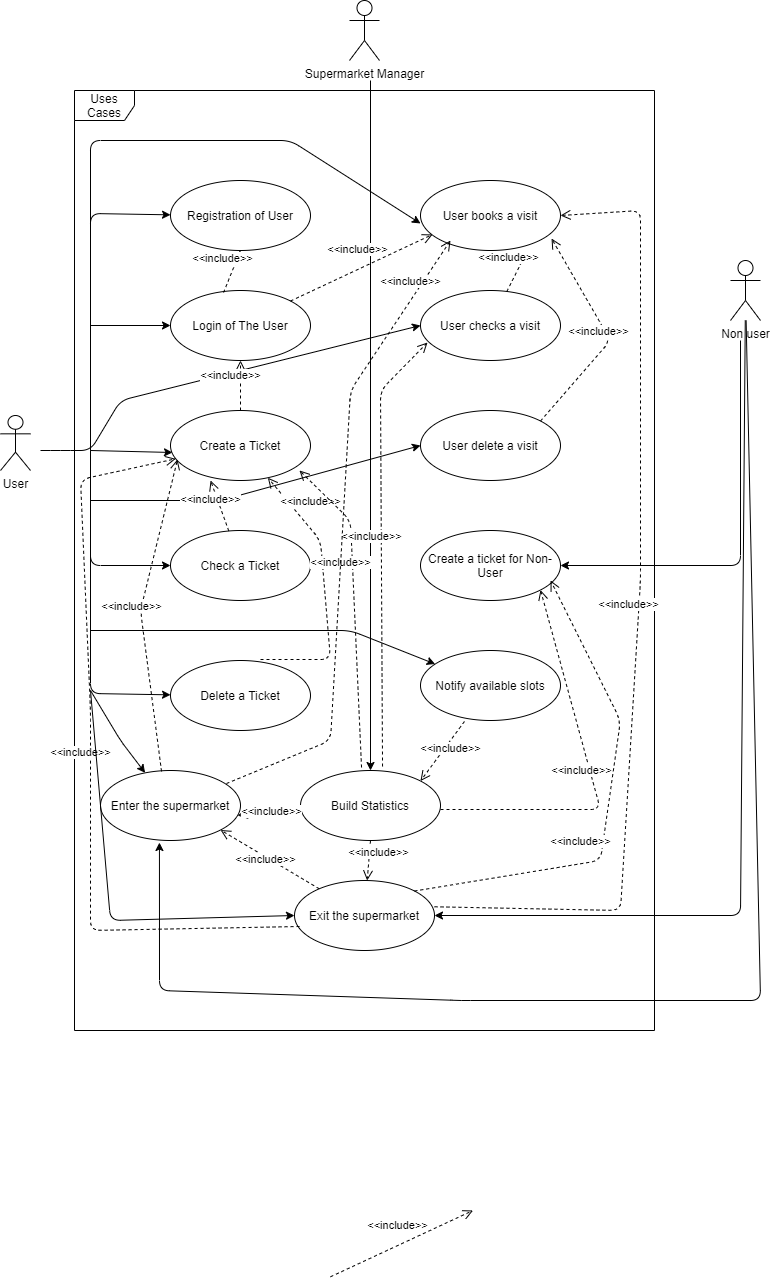 Supermarket Manager
Uses
Cases
Registration of User
User books a visit
<<include>>
<<include>>
<<include>>
<<include>>
Login of The User
User checks a visit
<<include>>
Non user
<<include>>
User
Create a Ticket
User delete a visit
<<include>>
<<include>>
<<include>>
<<include>>
Check a Ticket
Create a ticket for Non-
User
<<include>>
<<include>>
Delete a Ticket
Notify available slots
<<include>>
<<include>>
<<include>>
Enter the supermarket
<<include>>
Build Statistics
<<include>>
<<include>>
<<include>>
Exit the supermarket
<<include>>